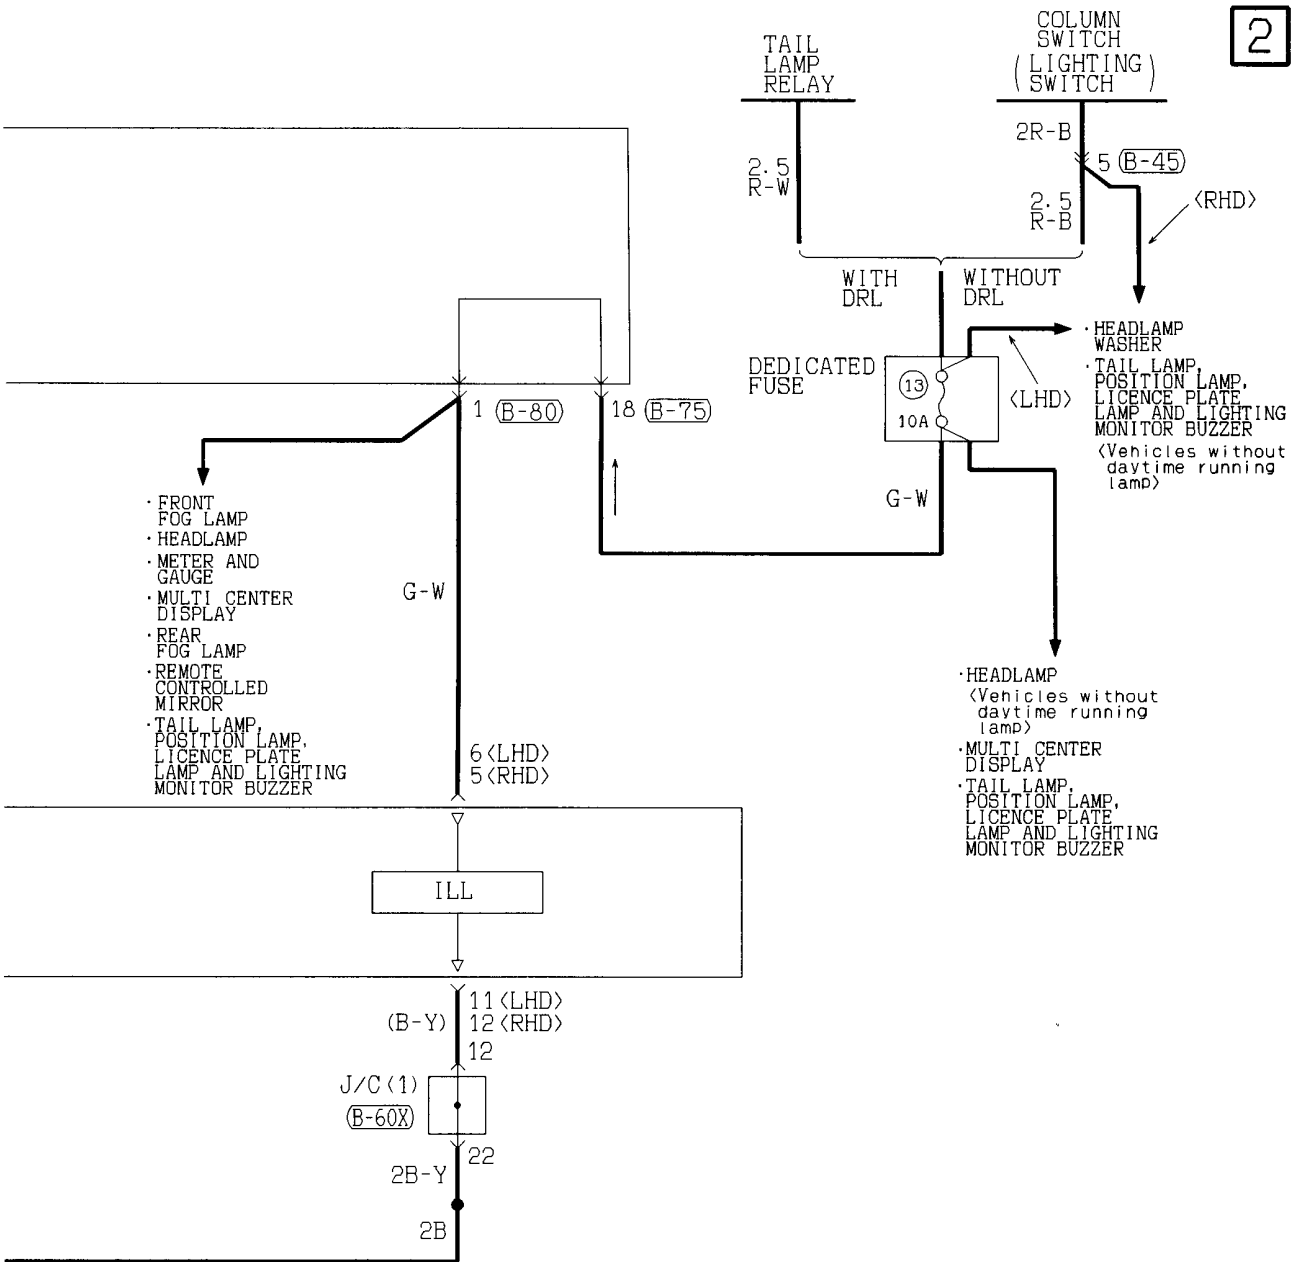 2
COLUMN
SWITCH
(LIGHTING)
SWITCH
TAIL
LAMP
RELAY
2R-B
5 (B-45)
2.5
R-W
2.5
R-B
<RHD>
WITH
DRL
WITHOUT
DRL
DEDICATED
FUSE
13
10A
<LHD>
· HEADLAMP
WASHER
· TAIL LAMP,
POSITION LAMP,
LICENCE PLATE
LAMP AND LIGHTING
MONITOR BUZZER
<Vehicles without
daytime running
lamp>
1 (B-80)
18 (B-75)
G-W
· FRONT
FOG LAMP
· HEADLAMP
· METER AND
GAUGE
· MULTI CENTER
DISPLAY
· REAR
FOG LAMP
· REMOTE
CONTROLLED
MIRROR
· TAIL LAMP,
POSITION LAMP,
LICENCE PLATE
LAMP AND LIGHTING
MONITOR BUZZER
G-W
· HEADLAMP
<Vehicles without
daytime running
lamp>
· MULTI CENTER
DISPLAY
· TAIL LAMP,
POSITION LAMP,
LICENCE PLATE
LAMP AND LIGHTING
MONITOR BUZZER
6<LHD>
5<RHD>
ILL
11<LHD>
(B-Y) 12<RHD>
12
J/C(1)
(B-60X)
22
2B-Y
2B